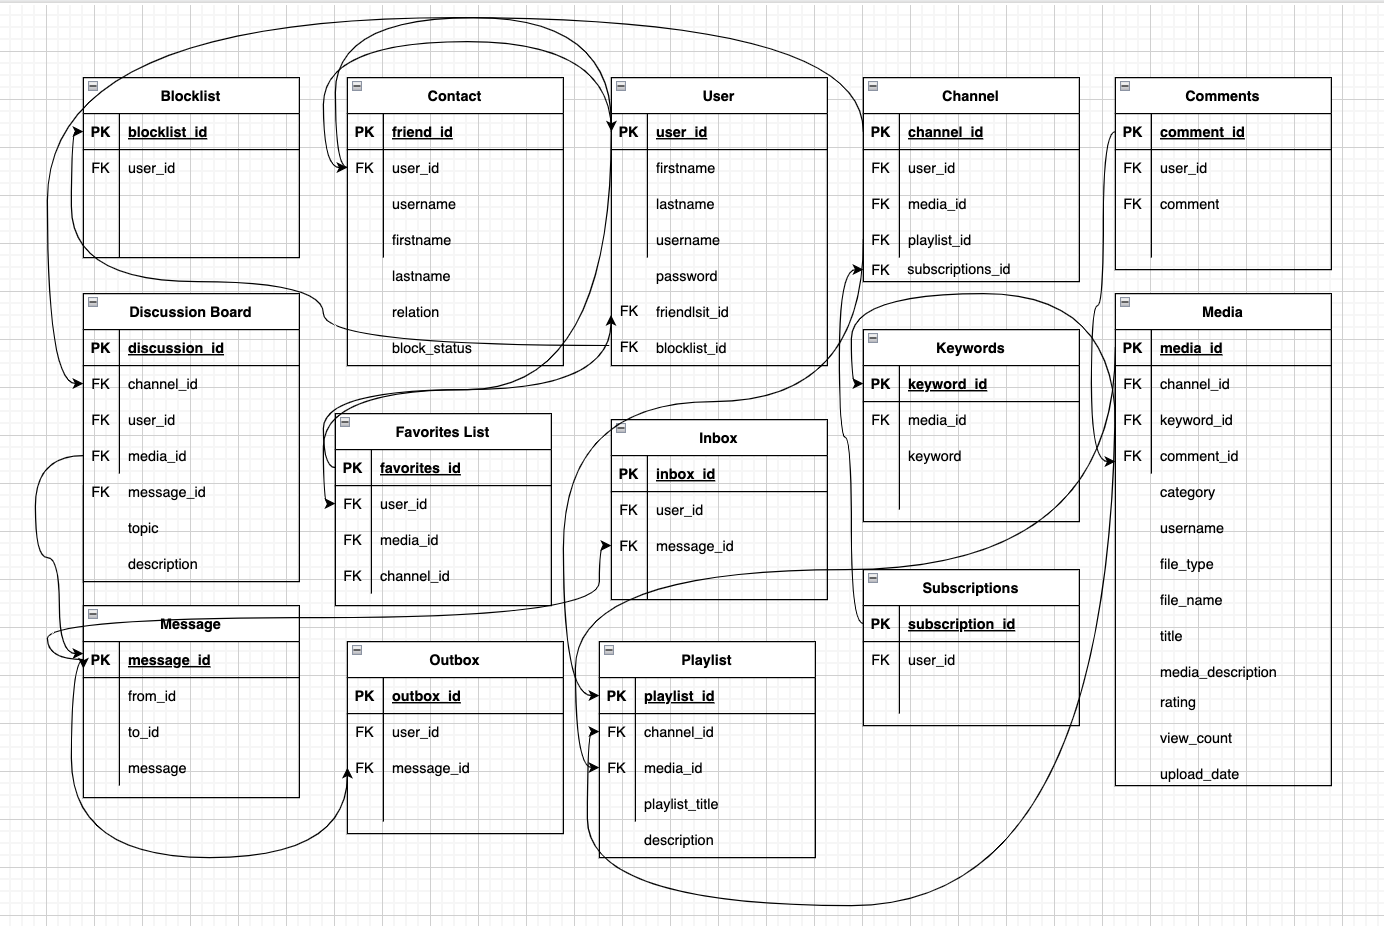 Blocklist
PK blocklist_id
FK user_id
Contact
PK friend_id
FK user_id
username
firstname
lastname
relation
block_status
User
PK user_id
firstname
lastname
username
password
FK friendlsit_id
FK blocklist_id
Channel
PK channel_id
FK user_id
FK media_id
FK playlist_id
FK subscriptions_id
Comments
PK comment_id
FK user_id
FK comment
Discussion Board
PK discussion_id
FK channel_id
FK user_id
FK media_id
FK message_id
topic
description
Favorites List
PK favorites_id
FK user_id
FK media_id
FK channel_id
Inbox
PK inbox_id
FK user_id
FK message_id
Keywords
PK keyword_id
FK media_id
keyword
Media
PK media_id
FK channel_id
FK keyword_id
FK comment_id
category
username
file_type
file_name
title
media_description
rating
view_count
upload_date
Message
PK message_id
from_id
to_id
message
Outbox
PK outbox_id
FK user_id
FK message_id
Playlist
PK playlist_id
FK channel_id
FK media_id
playlist_title
description
Subscriptions
PK subscription_id
FK user_id